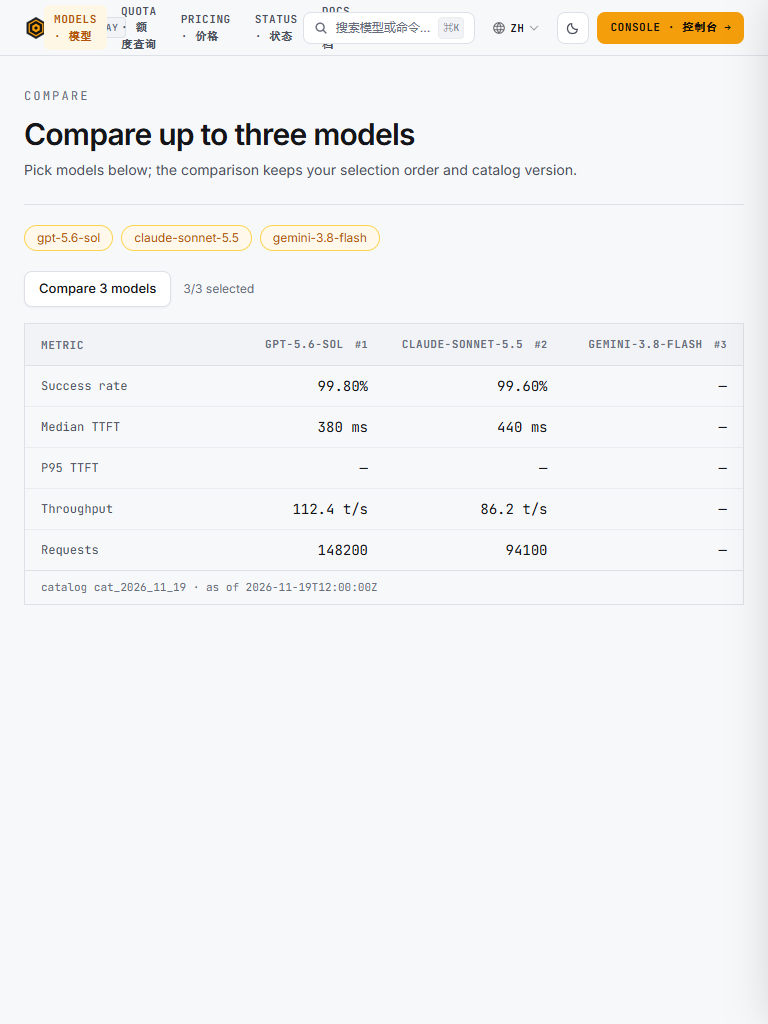 MODELS
· 模型
AY
QUOTA
· 额
度查询
PRICING
· 价格
STATUS
· 状态
搜索模型或命令... ⌘K
ZH
CONSOLE · 控制台 →
COMPARE
Compare up to three models
Pick models below; the comparison keeps your selection order and catalog version.
gpt-5.6-sol claude-sonnet-5.5 gemini-3.8-flash
Compare 3 models 3/3 selected
METRIC GPT-5.6-SOL #1 CLAUDE-SONNET-5.5 #2 GEMINI-3.8-FLASH #3
Success rate 99.80% 99.60% —
Median TTFT 380 ms 440 ms —
P95 TTFT — — —
Throughput 112.4 t/s 86.2 t/s —
Requests 148200 94100 —
catalog cat_2026_11_19 · as of 2026-11-19T12:00:00Z